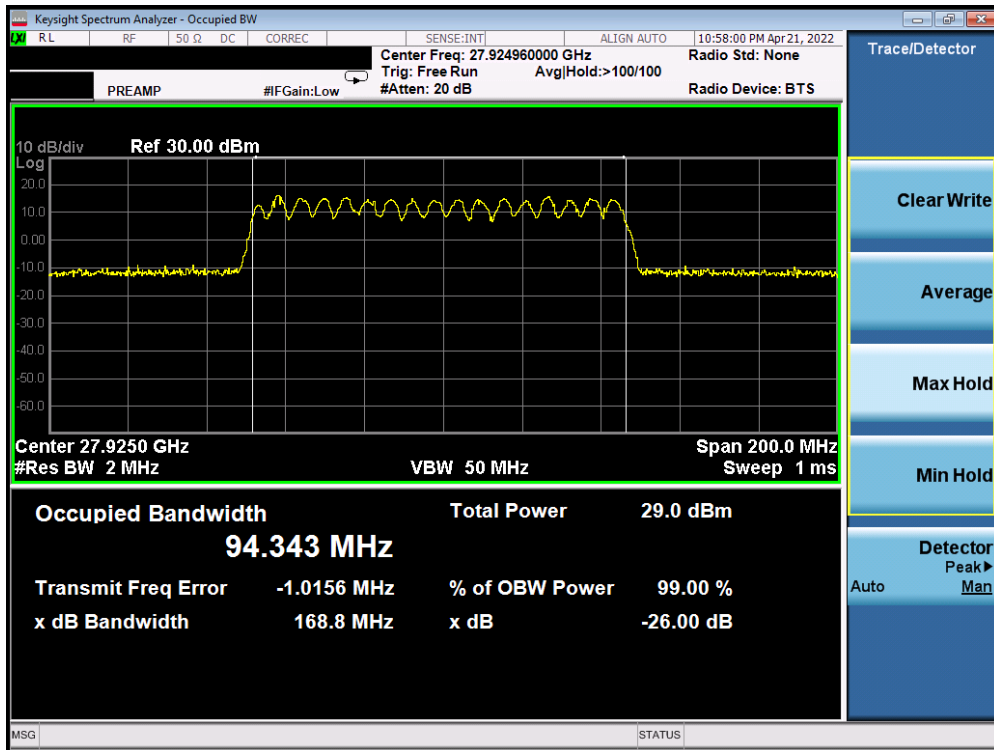 Keysight Spectrum Analyzer - Occupied BW
LXI RL RF 50 Ω DC CORREC SENSE:INT ALIGN AUTO 10:58:00 PM Apr 21, 2022
Center Freq: 27.924960000 GHz Radio Std: None
Trig: Free Run Avg|Hold:>100/100
PREAMP #IFGain:Low #Atten: 20 dB Radio Device: BTS
10 dB/div Ref 30.00 dBm
Log
20.0
10.0
0.00
-10.0
-20.0
-30.0
-40.0
-50.0
-60.0
Center 27.9250 GHz Span 200.0 MHz
#Res BW 2 MHz VBW 50 MHz Sweep 1 ms
Occupied Bandwidth Total Power 29.0 dBm
94.343 MHz
Transmit Freq Error -1.0156 MHz % of OBW Power 99.00 %
x dB Bandwidth 168.8 MHz x dB -26.00 dB
MSG STATUS
Trace/Detector
Clear Write
Average
Max Hold
Min Hold
Detector
Peak▶
Auto Man